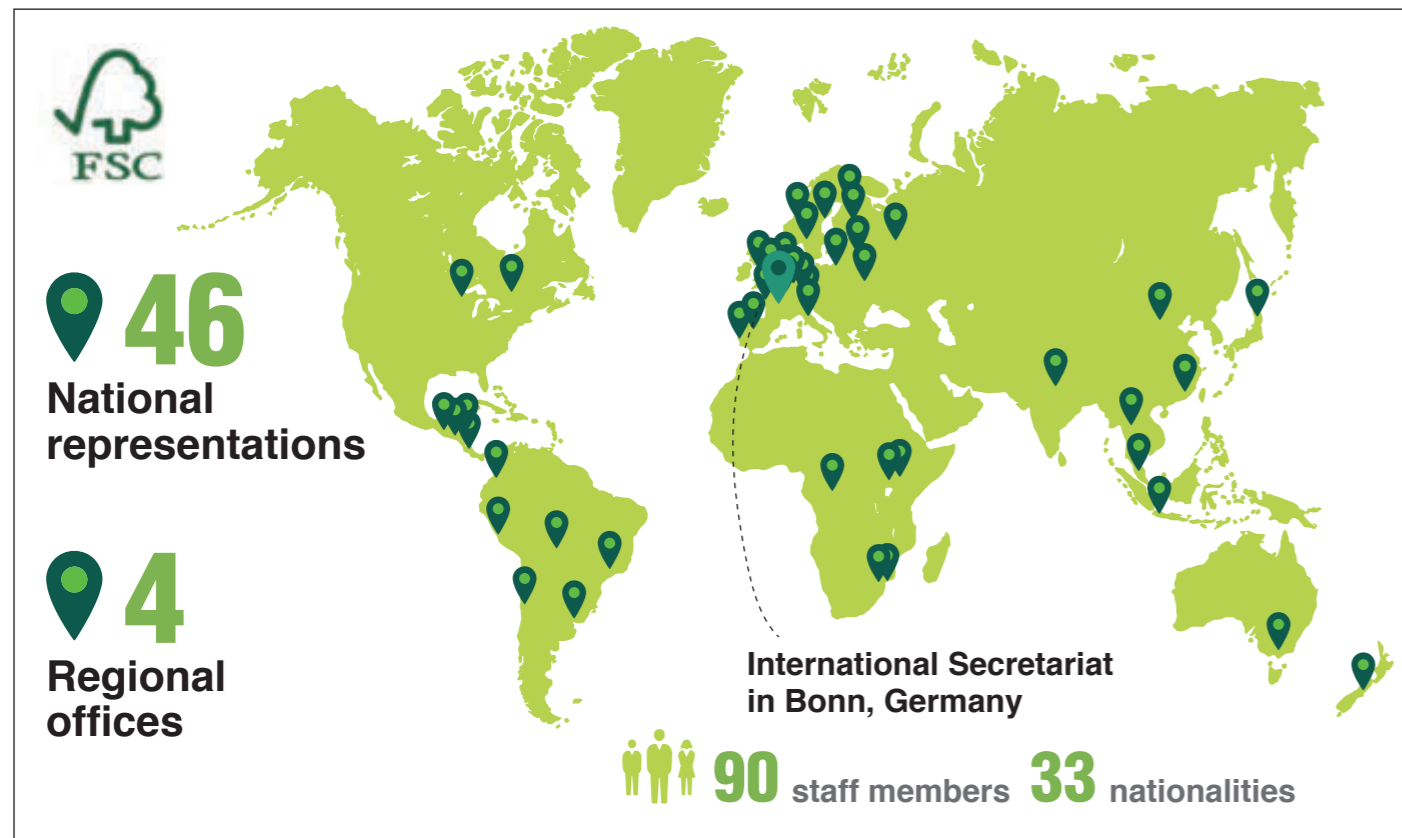 FSC
46
National
representations
4
Regional
offices
International Secretariat
in Bonn, Germany
90 staff members 33 nationalities